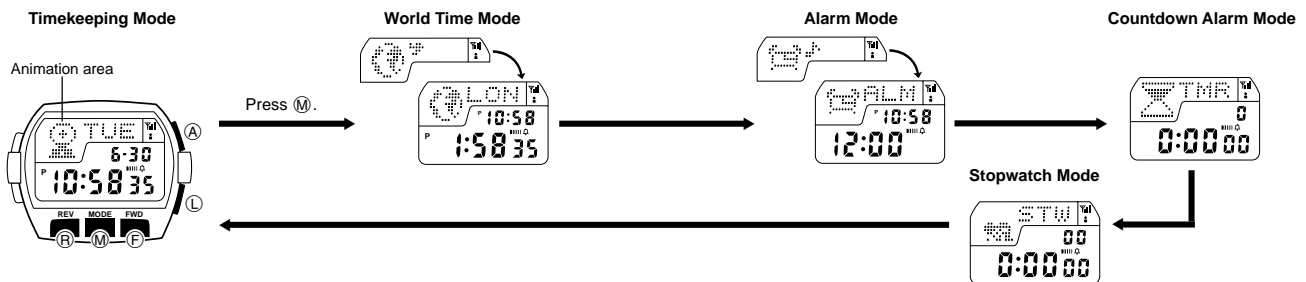 Timekeeping Mode
World Time Mode
Alarm Mode
Countdown Alarm Mode
Animation area
Press Ⓜ.
TUE
6-30
P 10:58 35
A
L
REV MODE FWD
R M F
LON
P 10:58
P 1:58 35
ALM
P 10:58
12:00
TMR
0
0:00 00
Stopwatch Mode
STW
00
0:00 00